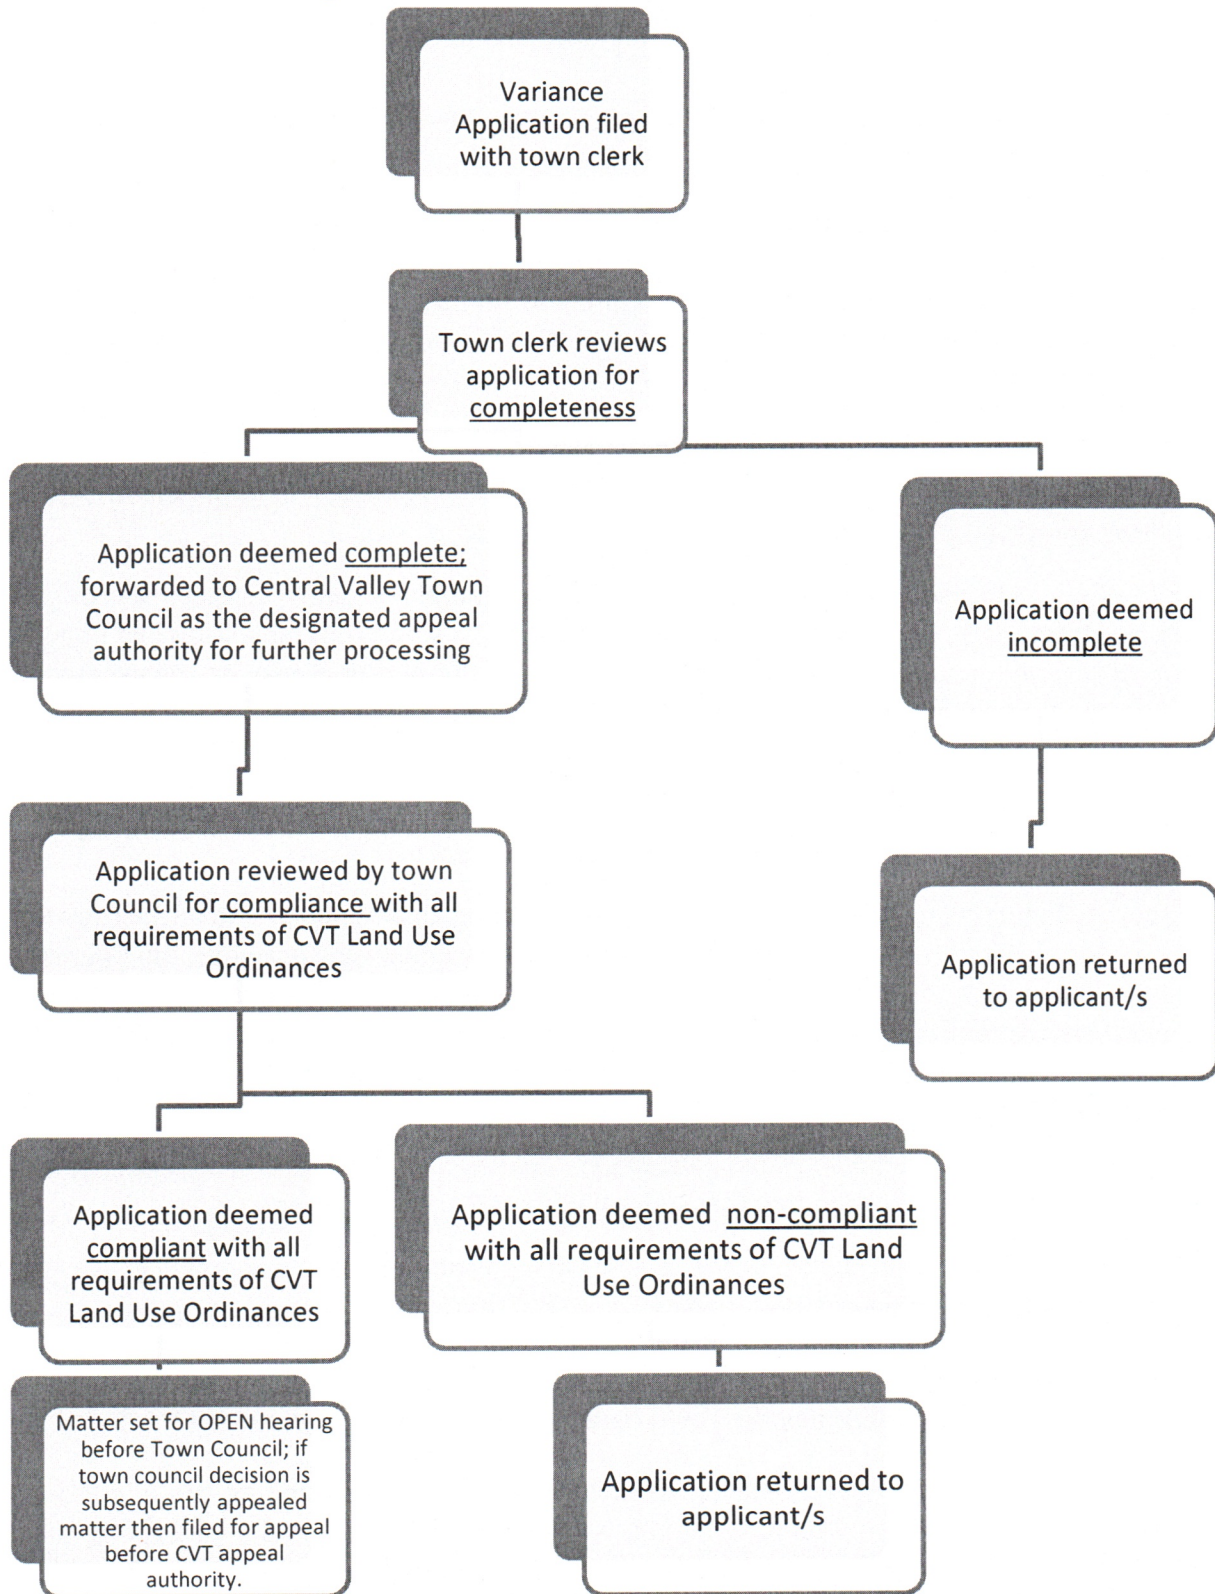 Variance
Application filed
with town clerk
Town clerk reviews
application for
completeness
Application deemed complete;
forwarded to Central Valley Town
Council as the designated appeal
authority for further processing
Application deemed
incomplete
Application reviewed by town
Council for compliance with all
requirements of CVT Land Use
Ordinances
Application returned
to applicant/s
Application deemed
compliant with all
requirements of CVT
Land Use Ordinances
Application deemed non-compliant
with all requirements of CVT Land
Use Ordinances
Matter set for OPEN hearing
before Town Council; if
town council decision is
subsequently appealed
matter then filed for appeal
before CVT appeal
authority.
Application returned to
applicant/s